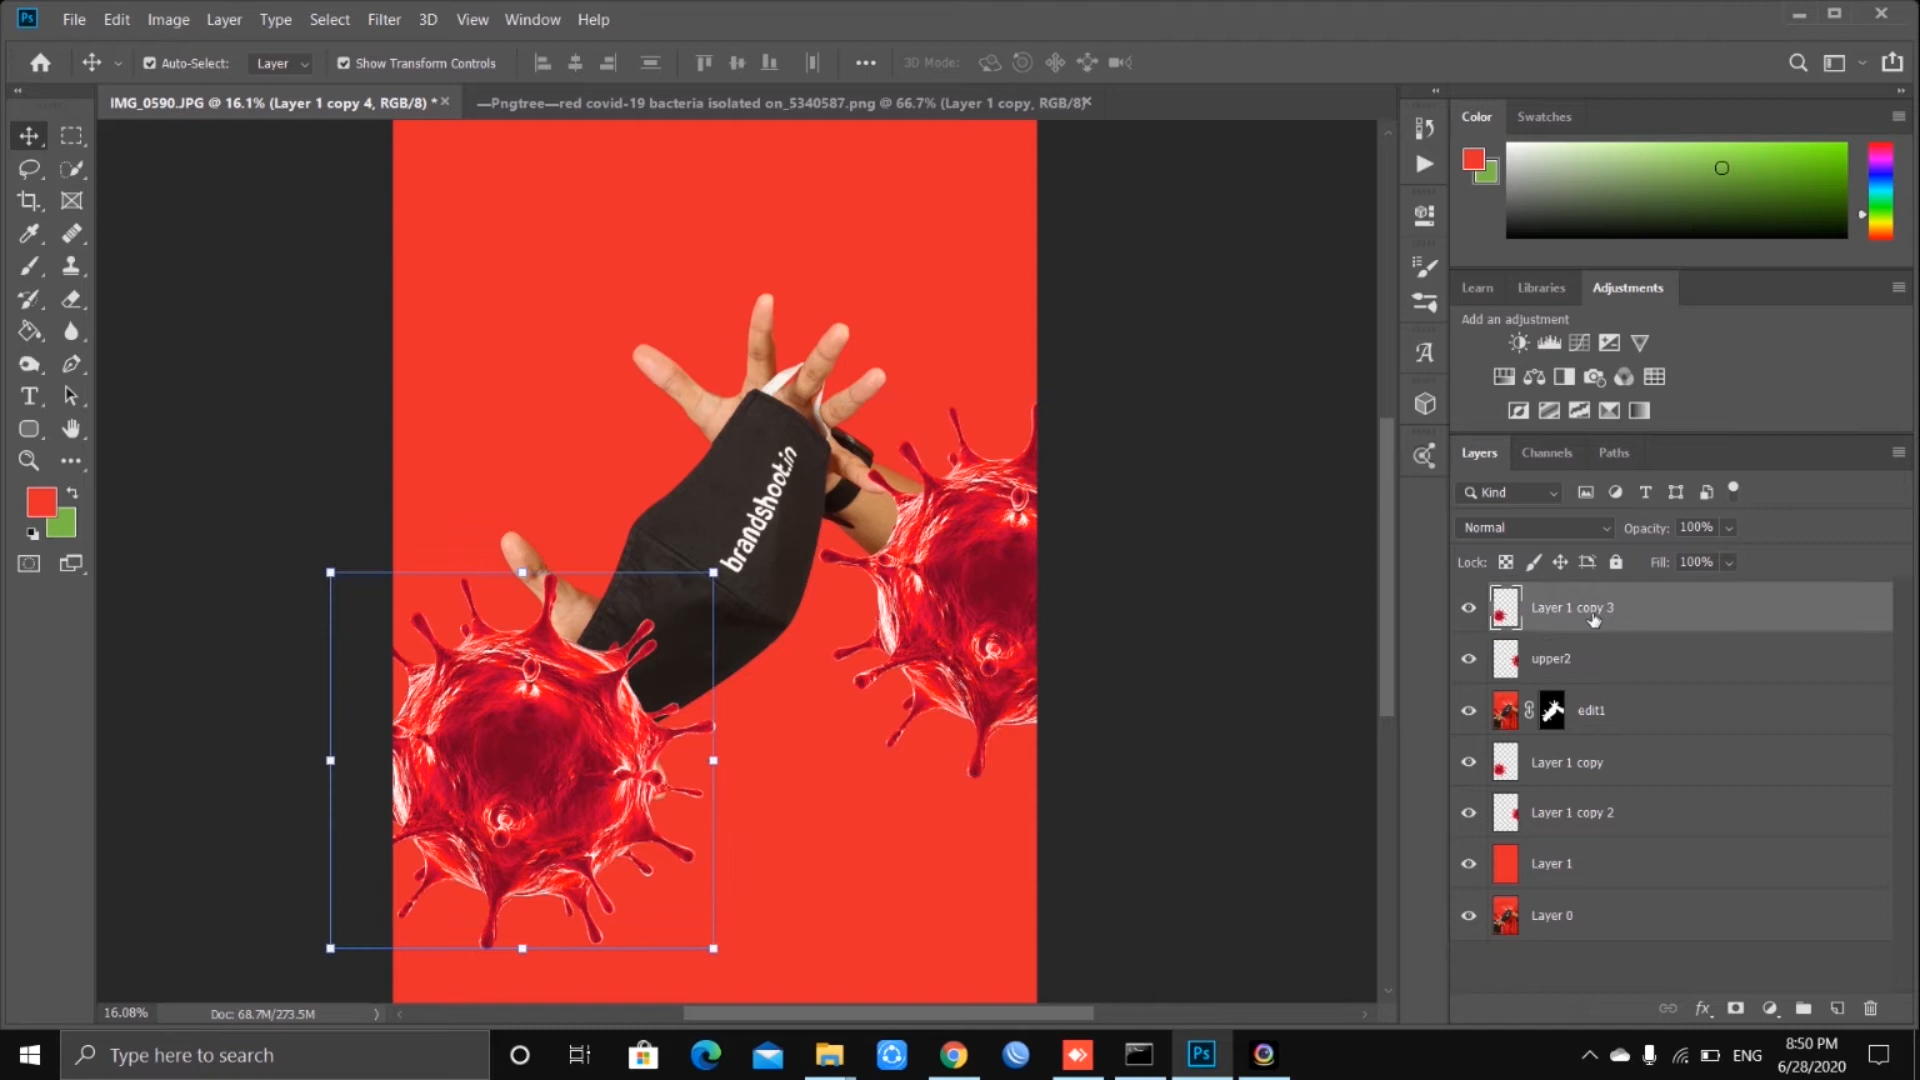 File Edit Image Layer Type Select Filter 3D View Window Help
Auto-Select: Layer Show Transform Controls 3D Mode:
IMG_0590.JPG @ 16.1% (Layer 1 copy 4, RGB/8) * —Pngtree—red covid-19 bacteria isolated on_5340587.png @ 66.7% (Layer 1 copy, RGB/8)
Color Swatches
Learn Libraries Adjustments
Add an adjustment
brandshoot.in
Layers Channels Paths
Kind
Normal Opacity: 100%
Lock: Fill: 100%
Layer 1 copy 3
upper2
edit1
Layer 1 copy
Layer 1 copy 2
Layer 1
Layer 0
16.08% Doc: 68.7M/273.5M
Type here to search
Ps
ENG
8:50 PM
6/28/2020